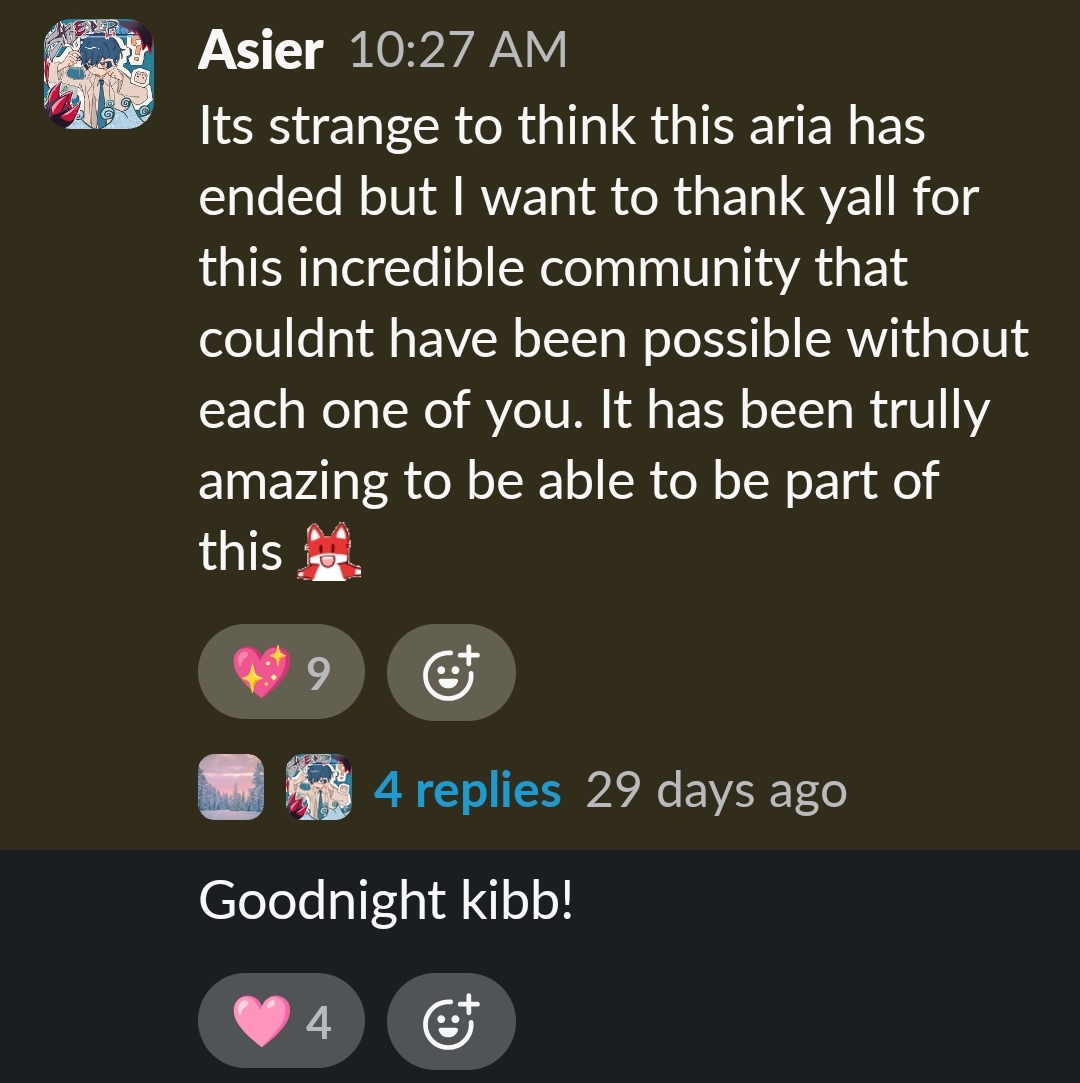 Asier 10:27 AM
Its strange to think this aria has
ended but I want to thank yall for
this incredible community that
couldnt have been possible without
each one of you. It has been trully
amazing to be able to be part of
this
9
4 replies 29 days ago
Goodnight kibb!
4